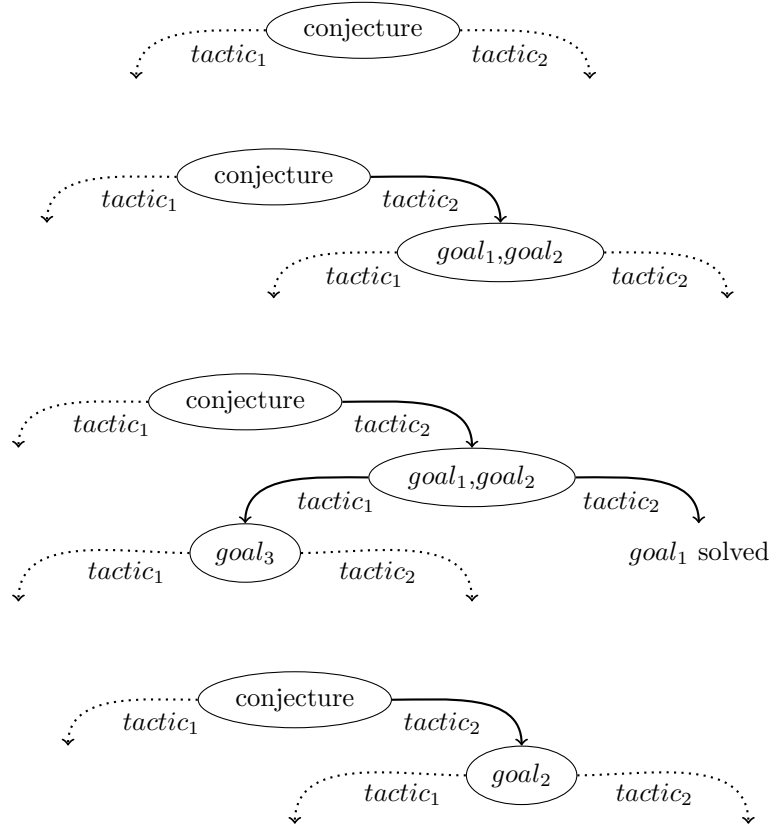 conjecture
tactic₁ tactic₂
conjecture
tactic₁ tactic₂
goal₁,goal₂
tactic₁ tactic₂
conjecture
tactic₁ tactic₂
goal₁,goal₂
tactic₁ tactic₂
goal₃ goal₁ solved
tactic₁ tactic₂
conjecture
tactic₁ tactic₂
goal₂
tactic₁ tactic₂